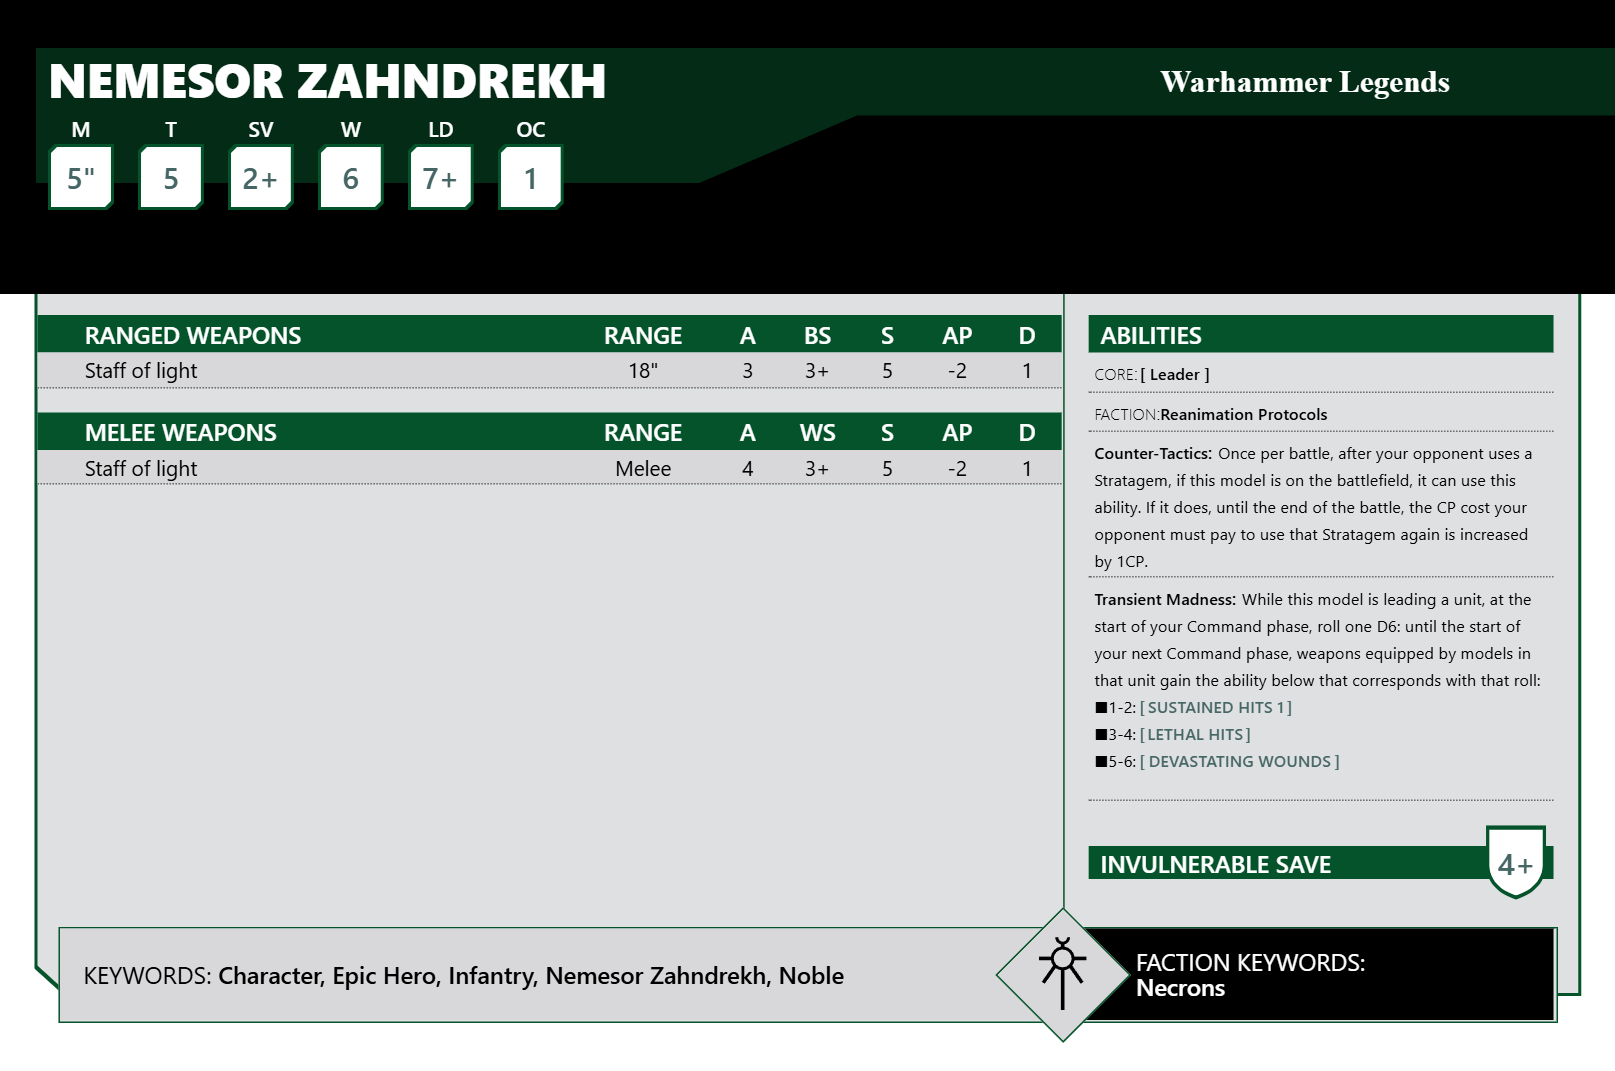 NEMESOR ZAHNDREKH
Warhammer Legends
M T SV W LD OC
5" 5 2+ 6 7+ 1
RANGED WEAPONS RANGE A BS S AP D
Staff of light 18" 3 3+ 5 -2 1
MELEE WEAPONS RANGE A WS S AP D
Staff of light Melee 4 3+ 5 -2 1
ABILITIES
CORE: [ Leader ]
FACTION:Reanimation Protocols
Counter-Tactics: Once per battle, after your opponent uses a
Stratagem, if this model is on the battlefield, it can use this
ability. If it does, until the end of the battle, the CP cost your
opponent must pay to use that Stratagem again is increased
by 1CP.
Transient Madness: While this model is leading a unit, at the
start of your Command phase, roll one D6: until the start of
your next Command phase, weapons equipped by models in
that unit gain the ability below that corresponds with that roll:
■1-2: [ SUSTAINED HITS 1 ]
■3-4: [ LETHAL HITS ]
■5-6: [ DEVASTATING WOUNDS ]
INVULNERABLE SAVE 4+
KEYWORDS: Character, Epic Hero, Infantry, Nemesor Zahndrekh, Noble
FACTION KEYWORDS:
Necrons